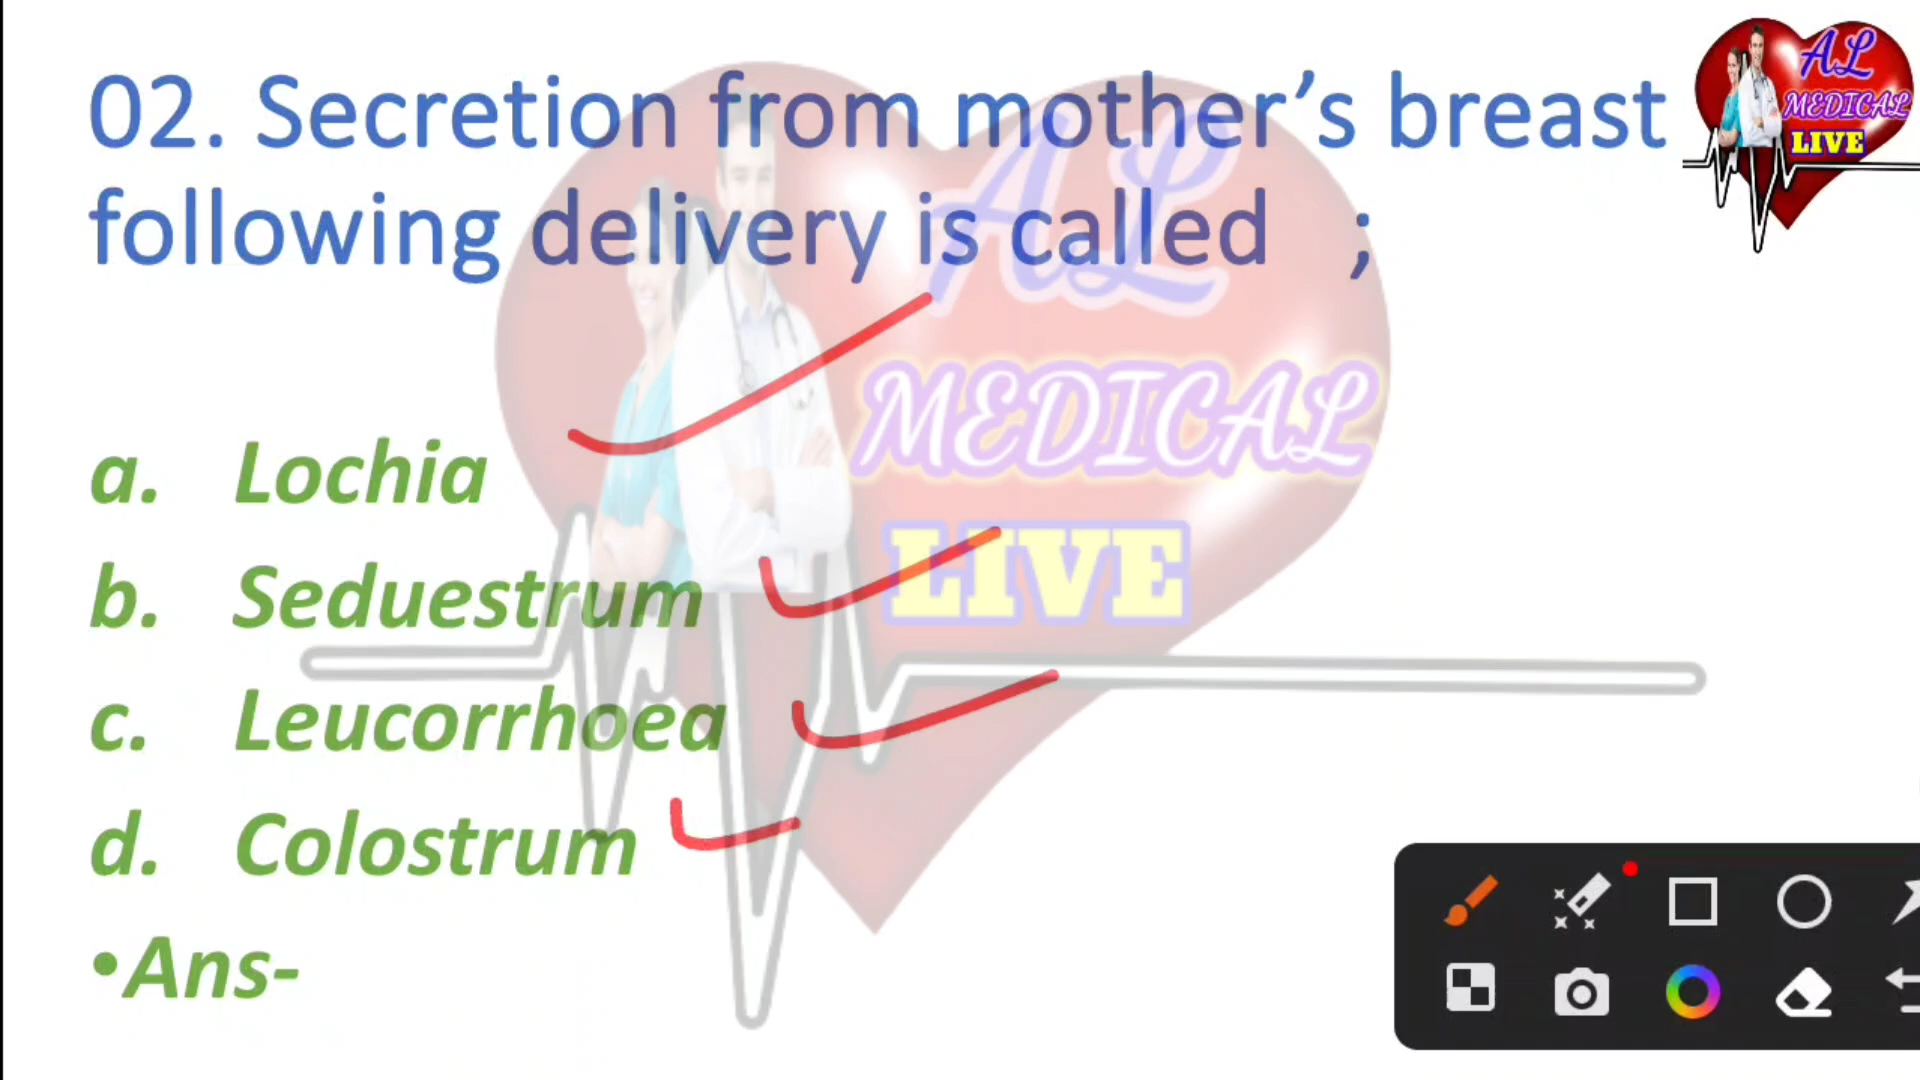 02. Secretion from mother’s breast
following delivery is called ;
a. Lochia
b. Seduestrum
c. Leucorrhoea
d. Colostrum
•Ans-
AL
MEDICAL
LIVE
AL
MEDICAL
LIVE